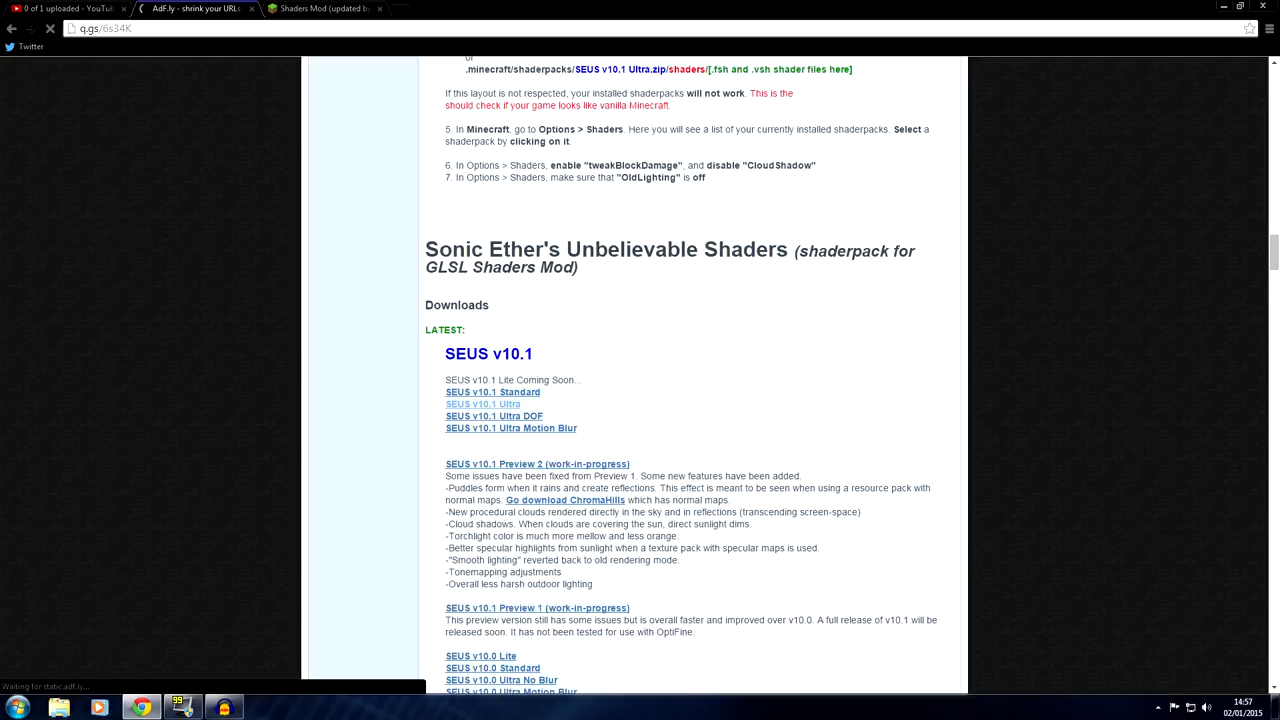 0 of 1 uploaded - YouTub
AdF.ly - shrink your URLs
Shaders Mod (updated by
q.gs/6s34K
Twitter
or
.minecraft/shaderpacks/SEUS v10.1 Ultra.zip/shaders/[.fsh and .vsh shader files here]
If this layout is not respected, your installed shaderpacks will not work. This is the
should check if your game looks like vanilla Minecraft.
5. In Minecraft, go to Options > Shaders. Here you will see a list of your currently installed shaderpacks. Select a
shaderpack by clicking on it.
6. In Options > Shaders, enable "tweakBlockDamage", and disable "CloudShadow"
7. In Options > Shaders, make sure that "OldLighting" is off
Sonic Ether's Unbelievable Shaders (shaderpack for
GLSL Shaders Mod)
Downloads
LATEST:
SEUS v10.1
SEUS v10.1 Lite Coming Soon...
SEUS v10.1 Standard
SEUS v10.1 Ultra
SEUS v10.1 Ultra DOF
SEUS v10.1 Ultra Motion Blur
SEUS v10.1 Preview 2 (work-in-progress)
Some issues have been fixed from Preview 1. Some new features have been added.
-Puddles form when it rains and create reflections. This effect is meant to be seen when using a resource pack with
normal maps. Go download ChromaHills which has normal maps.
-New procedural clouds rendered directly in the sky and in reflections (transcending screen-space)
-Cloud shadows. When clouds are covering the sun, direct sunlight dims.
-Torchlight color is much more mellow and less orange.
-Better specular highlights from sunlight when a texture pack with specular maps is used.
-"Smooth lighting" reverted back to old rendering mode.
-Tonemapping adjustments
-Overall less harsh outdoor lighting
SEUS v10.1 Preview 1 (work-in-progress)
This preview version still has some issues but is overall faster and improved over v10.0. A full release of v10.1 will be
released soon. It has not been tested for use with OptiFine.
SEUS v10.0 Lite
SEUS v10.0 Standard
SEUS v10.0 Ultra No Blur
SEUS v10.0 Ultra Motion Blur
Waiting for static.adf.ly...
99
14:57
02/01/2015